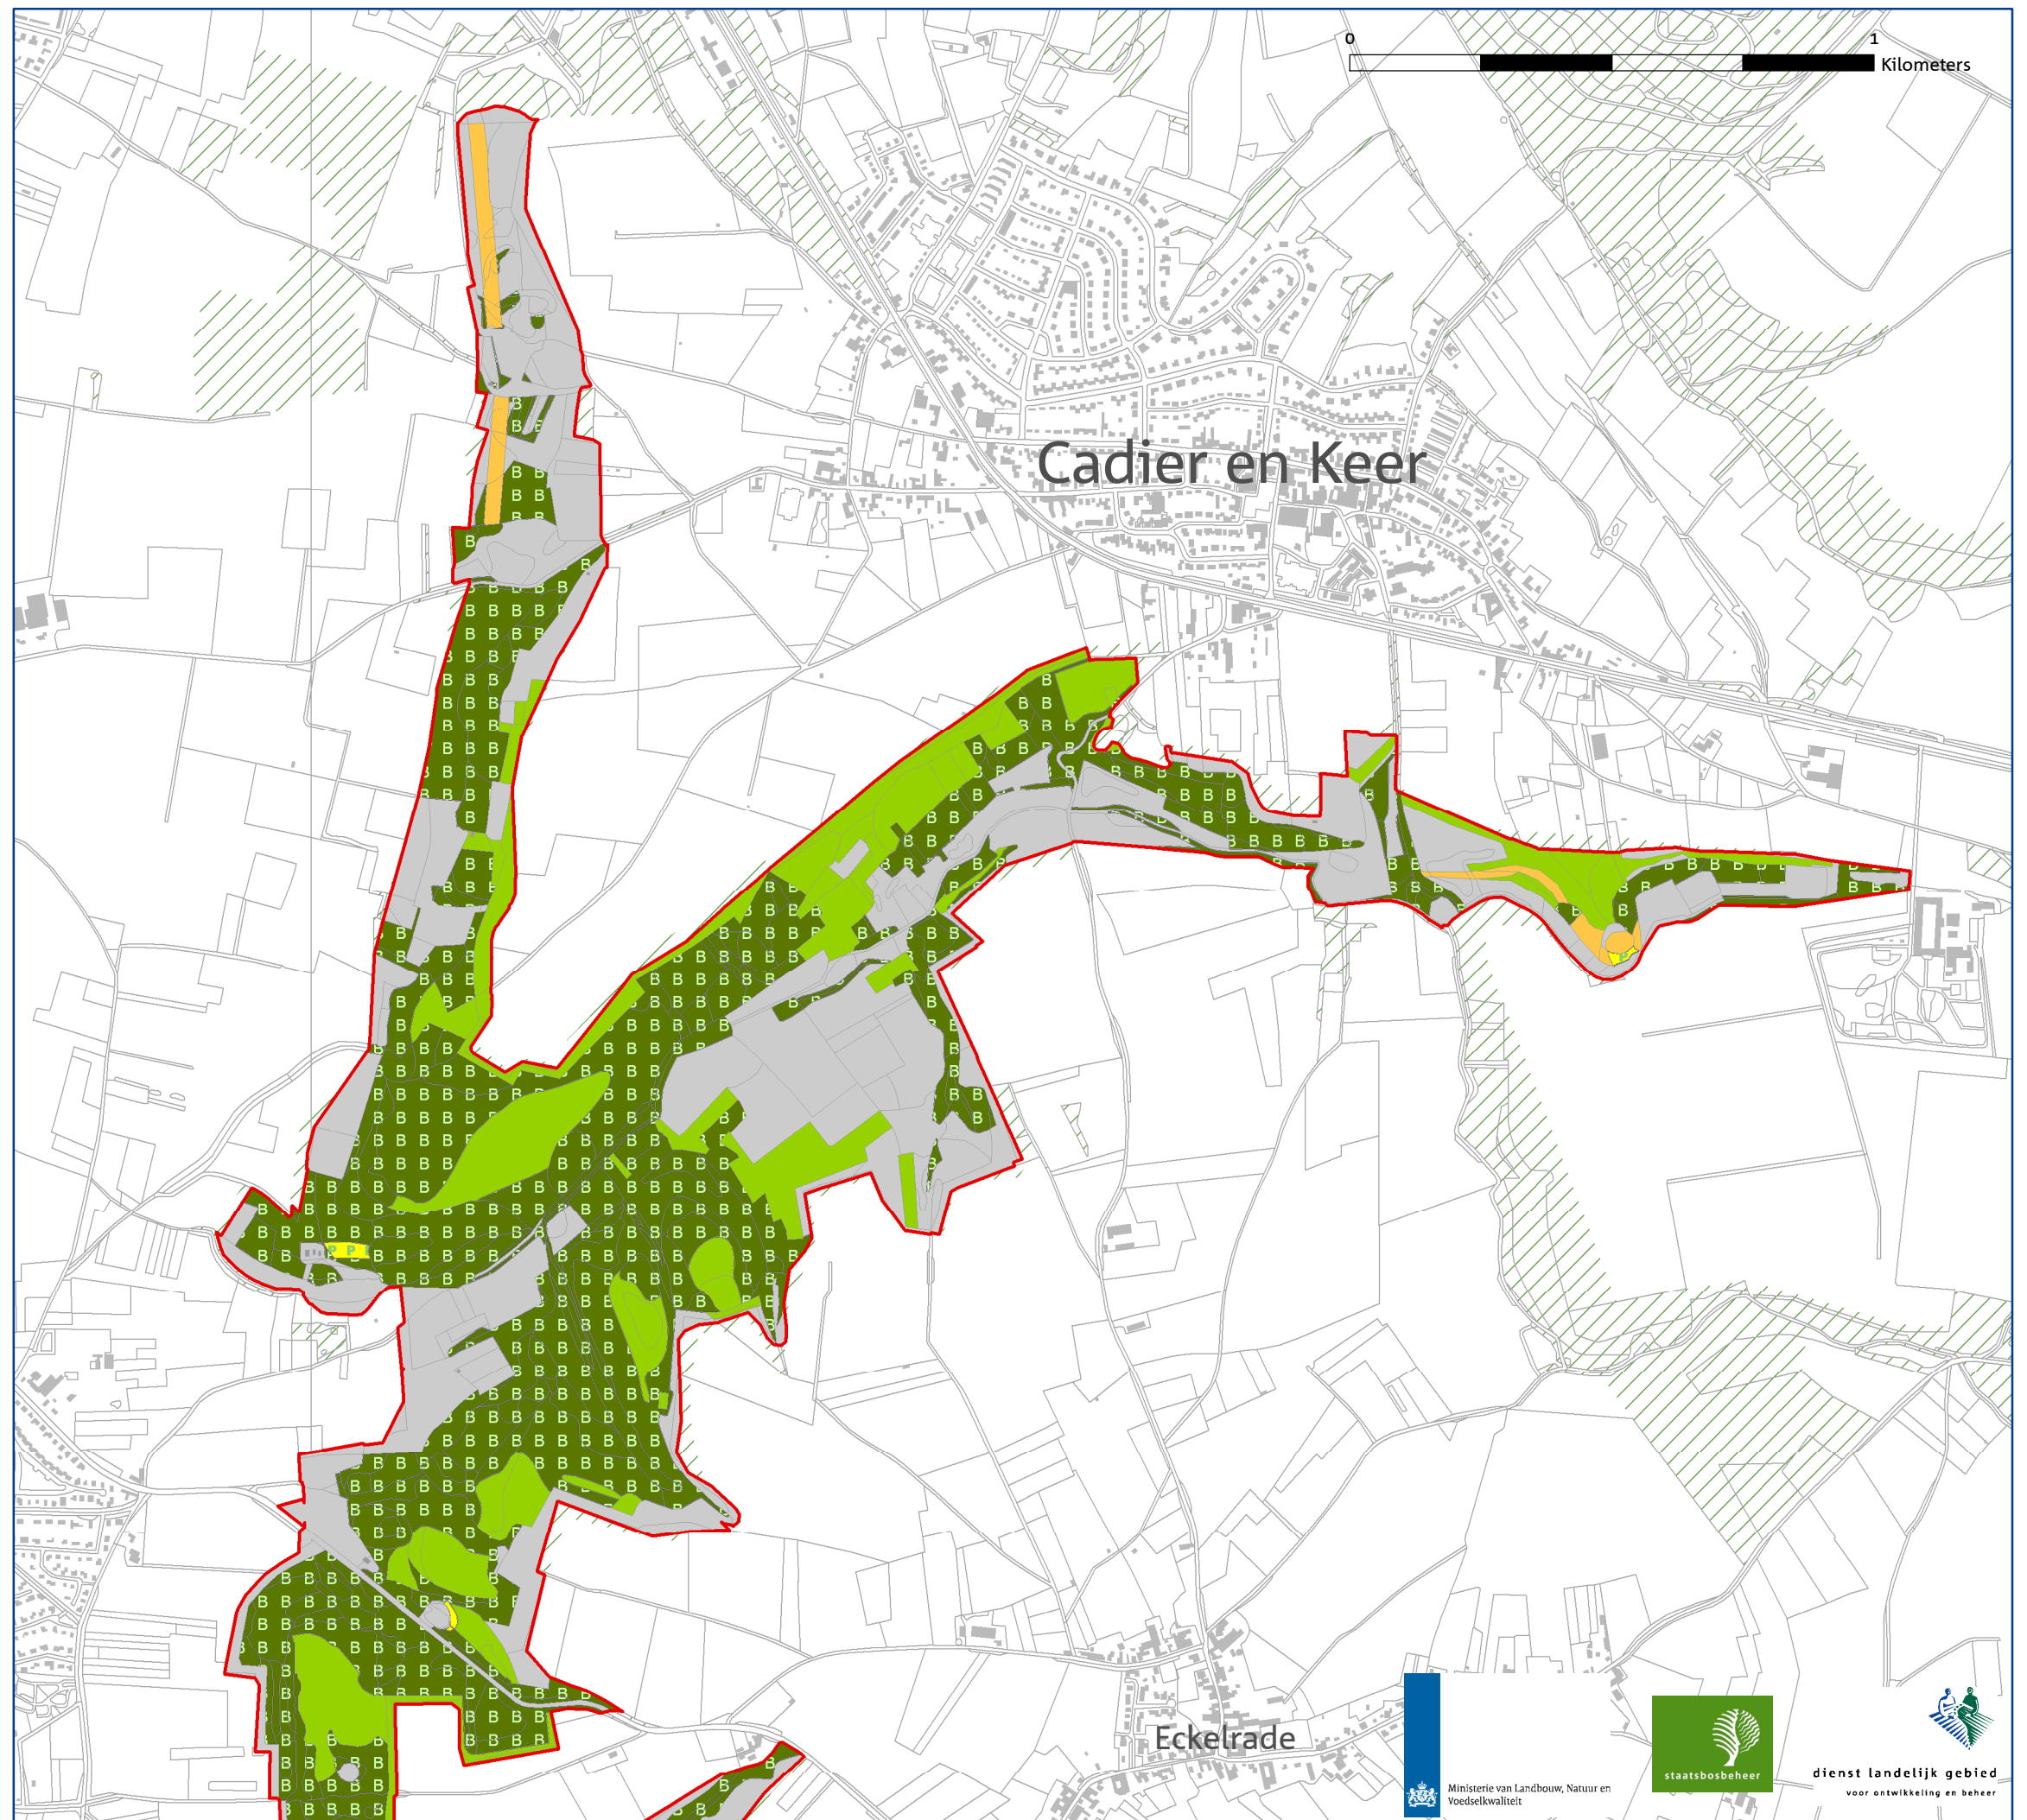 0 1
Kilometers
Cadier en Keer
Eckelrade
Ministerie van Landbouw, Natuur en
Voedselkwaliteit
staatsbosbeheer
dienst landelijk gebied
voor ontwikkeling en beheer